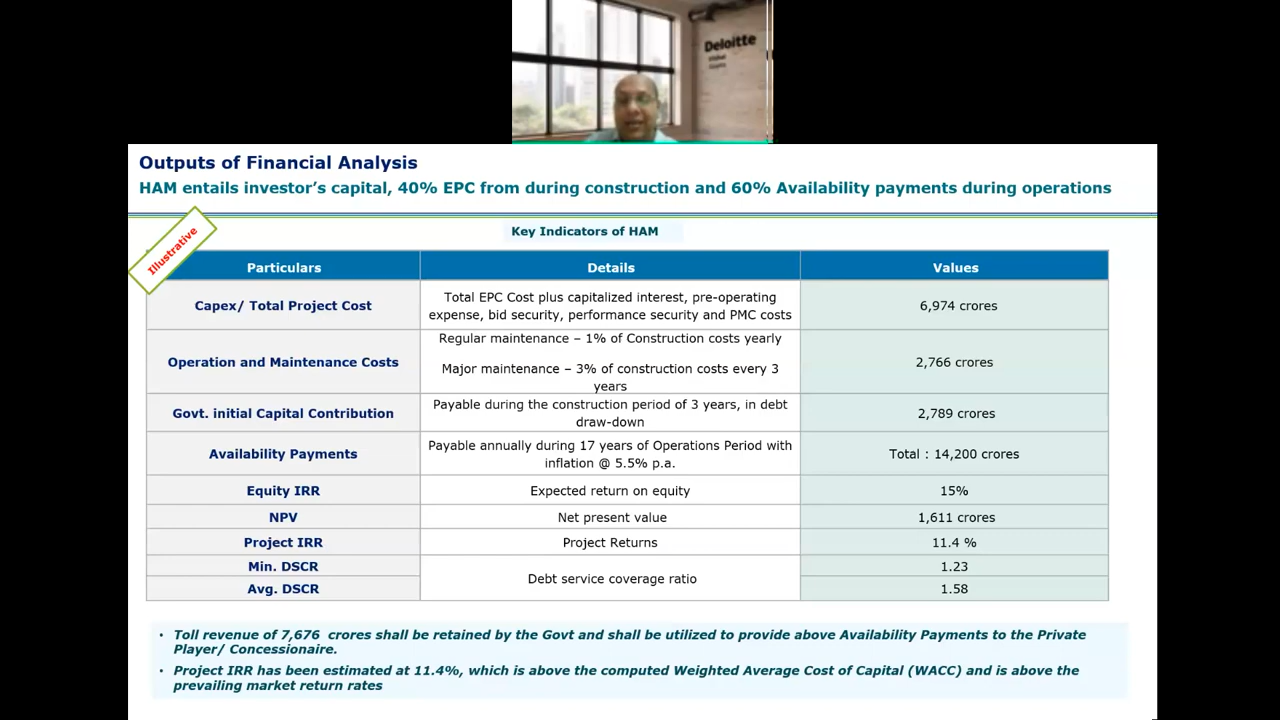 Deloitte
Outputs of Financial Analysis
HAM entails investor's capital, 40% EPC from during construction and 60% Availability payments during operations
Illustrative
Key Indicators of HAM
Particulars Details Values
Capex/ Total Project Cost
Total EPC Cost plus capitalized interest, pre-operating
expense, bid security, performance security and PMC costs
6,974 crores
Operation and Maintenance Costs
Regular maintenance – 1% of Construction costs yearly
Major maintenance – 3% of construction costs every 3
years
2,766 crores
Govt. initial Capital Contribution
Payable during the construction period of 3 years, in debt
draw-down
2,789 crores
Availability Payments
Payable annually during 17 years of Operations Period with
inflation @ 5.5% p.a.
Total : 14,200 crores
Equity IRR Expected return on equity 15%
NPV Net present value 1,611 crores
Project IRR Project Returns 11.4 %
Min. DSCR 1.23
Debt service coverage ratio
Avg. DSCR 1.58
• Toll revenue of 7,676 crores shall be retained by the Govt and shall be utilized to provide above Availability Payments to the Private
Player/ Concessionaire.
• Project IRR has been estimated at 11.4%, which is above the computed Weighted Average Cost of Capital (WACC) and is above the
prevailing market return rates